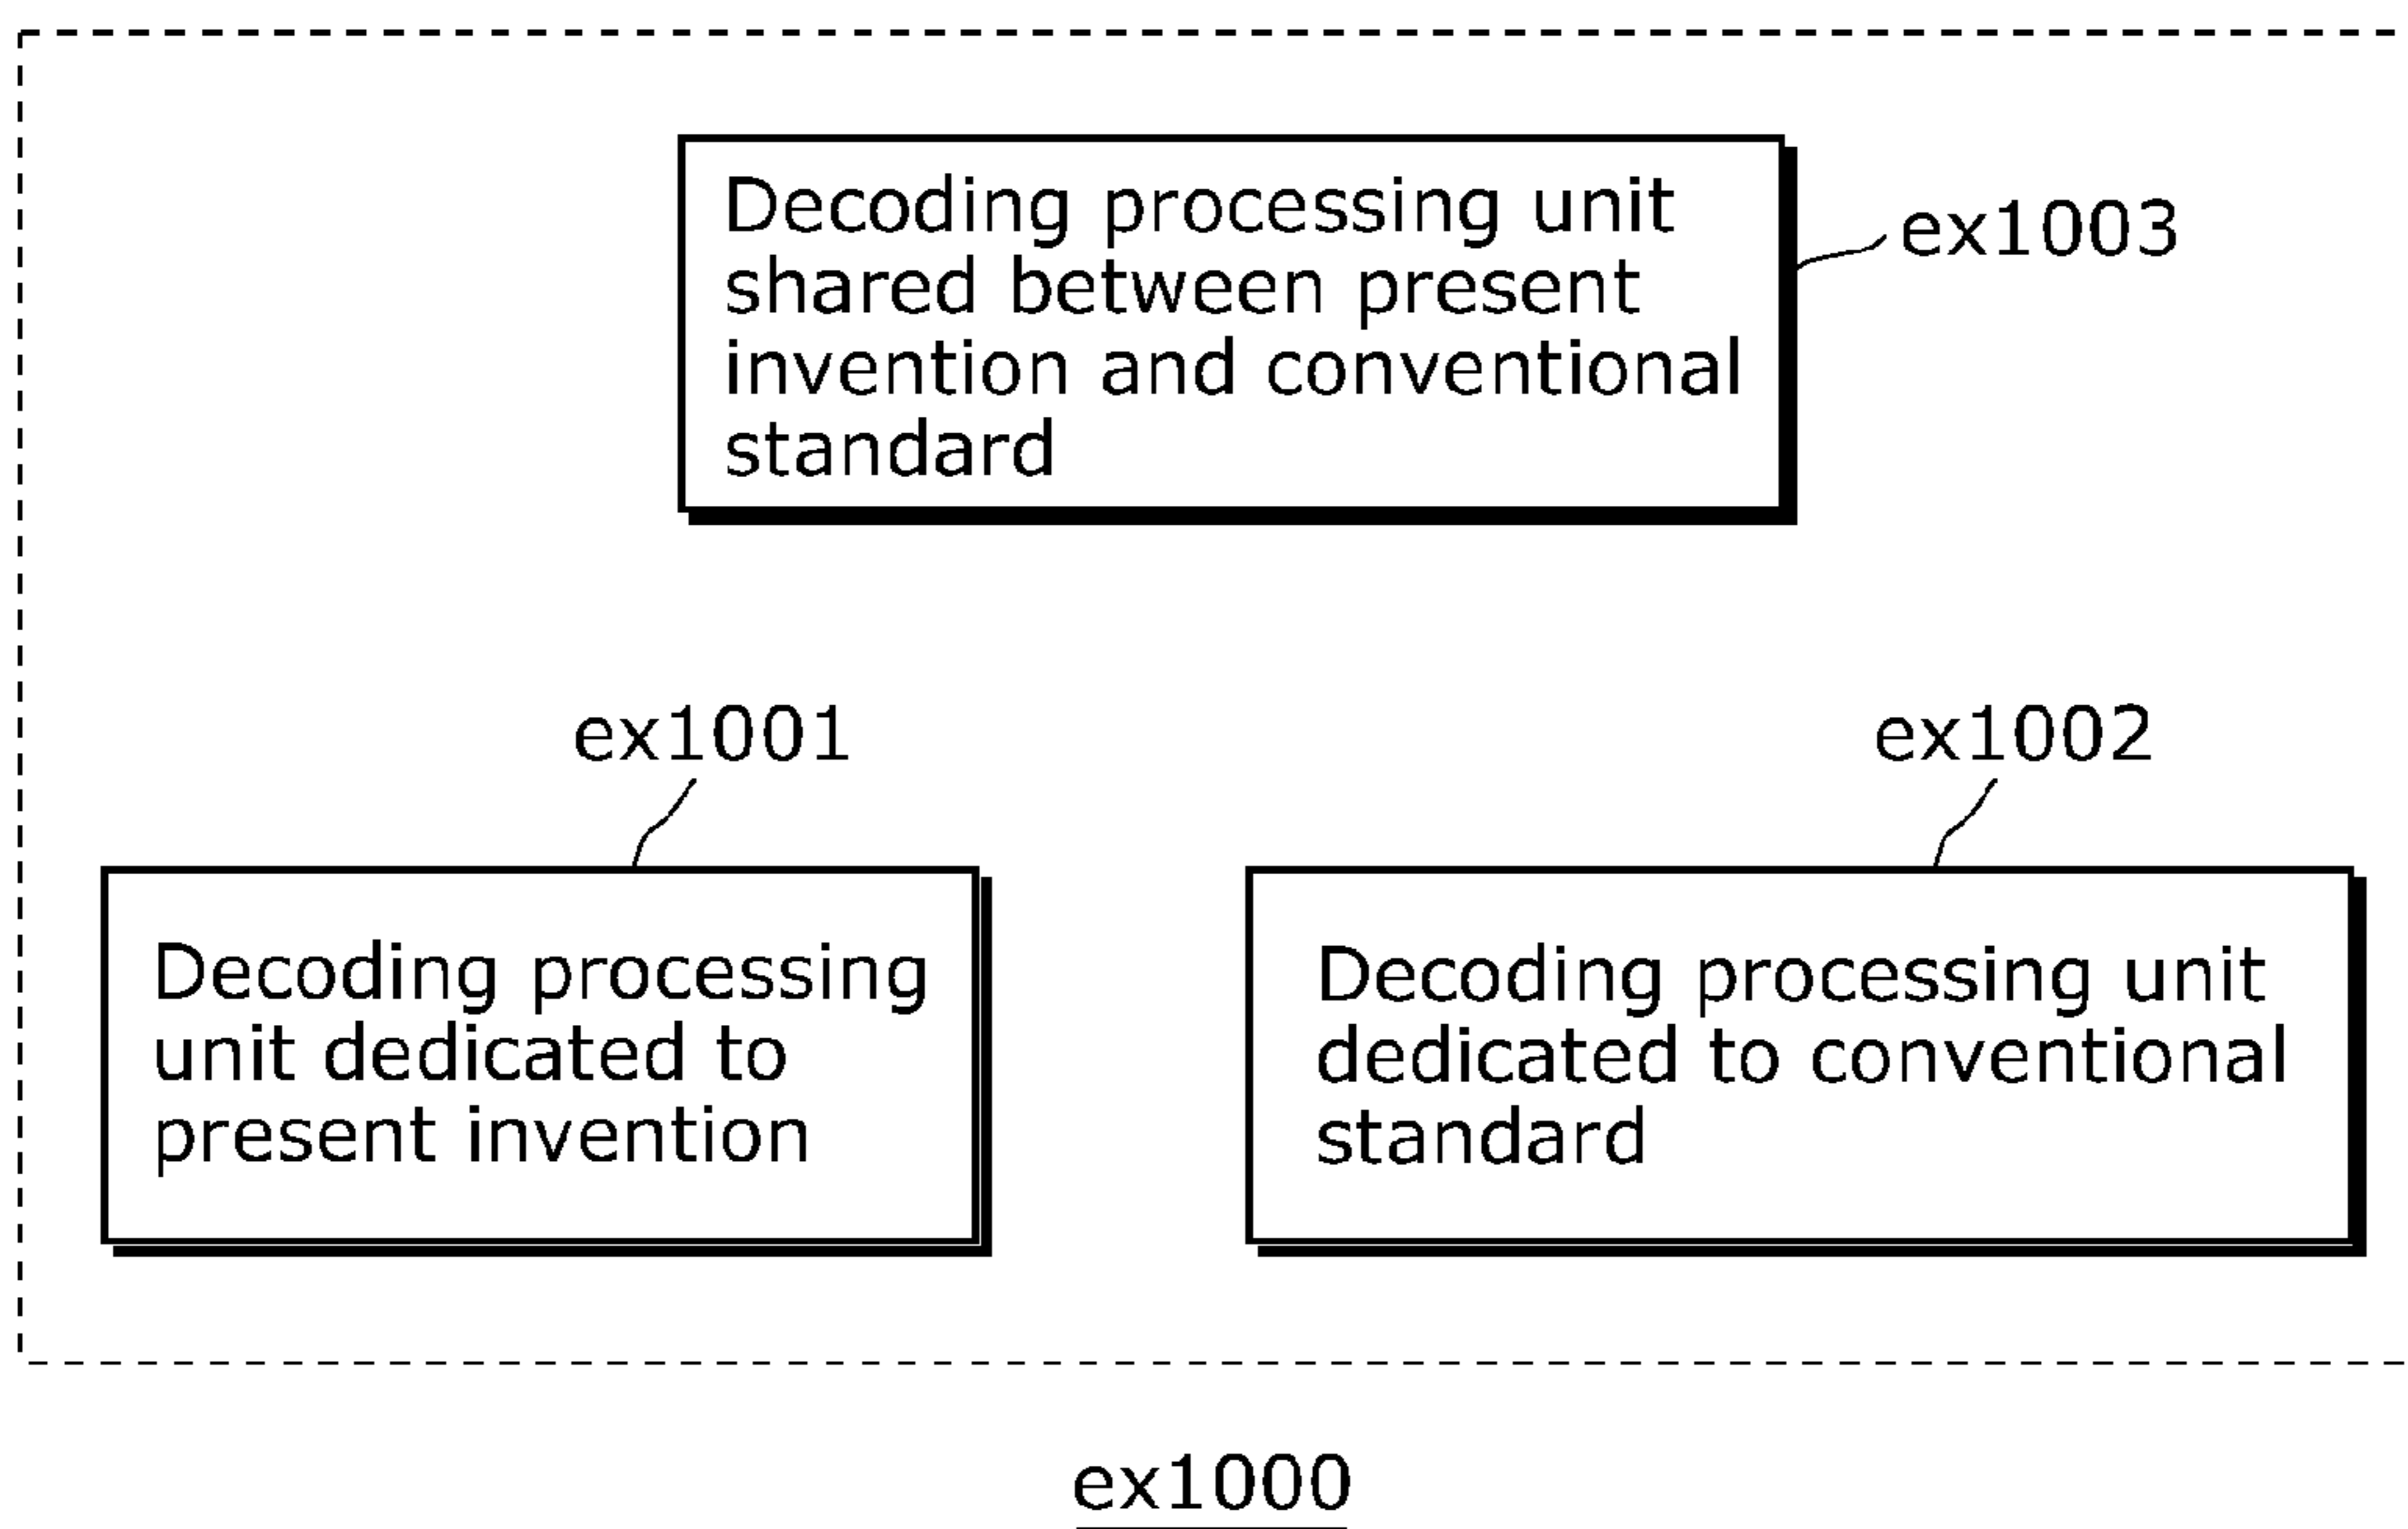 Decoding processing unit
shared between present
invention and conventional
standard
ex1003
ex1001
ex1002
Decoding processing
unit dedicated to
present invention
Decoding processing unit
dedicated to conventional
standard
ex1000